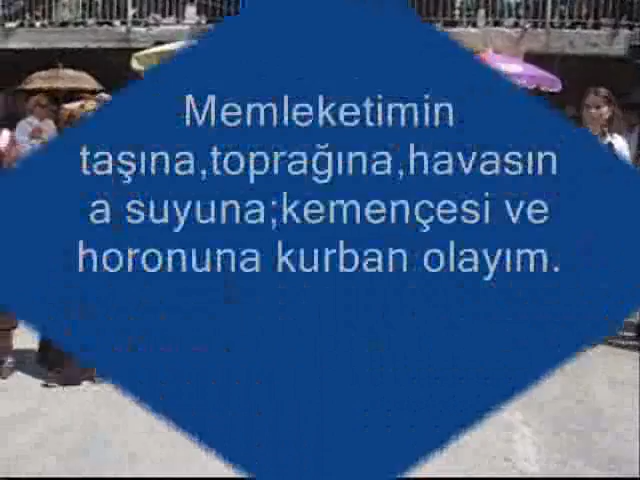 Memleketimin
taşına,toprağına,havasın
a suyuna;kemençesi ve
horonuna kurban olayım.